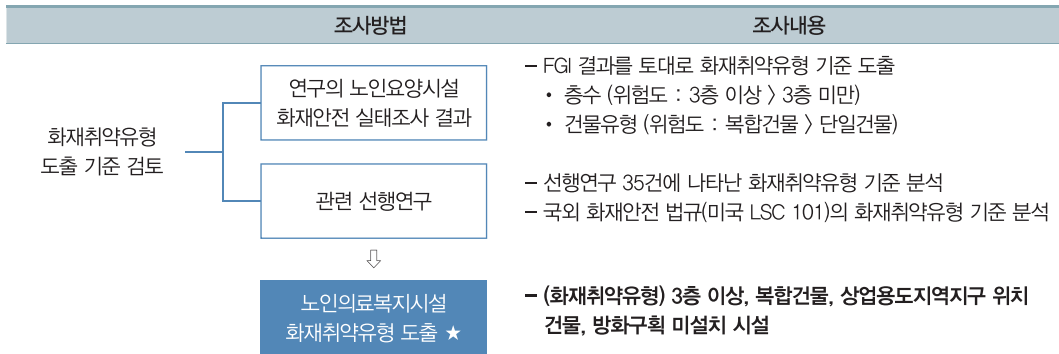 조사방법
조사내용
화재취약유형
도출 기준 검토
연구의 노인요양시설
화재안전 실태조사 결과
– FGI 결과를 토대로 화재취약유형 기준 도출
• 층수 (위험도 : 3층 이상 > 3층 미만)
• 건물유형 (위험도 : 복합건물 > 단일건물)
관련 선행연구
– 선행연구 35건에 나타난 화재취약유형 기준 분석
– 국외 화재안전 법규(미국 LSC 101)의 화재취약유형 기준 분석
⇩
노인의료복지시설
화재취약유형 도출 ★
– (화재취약유형) 3층 이상, 복합건물, 상업용도지역지구 위치
건물, 방화구획 미설치 시설